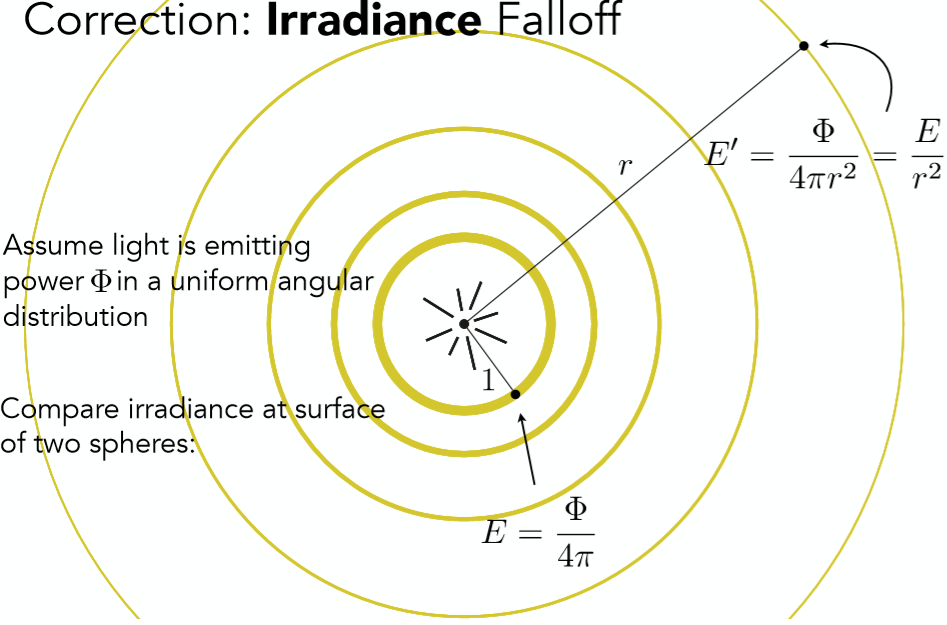 Correction: Irradiance Falloff
E′ = Φ / 4πr² = E / r²
r
Assume light is emitting
power Φ in a uniform angular
distribution
1
Compare irradiance at surface
of two spheres:
E = Φ / 4π